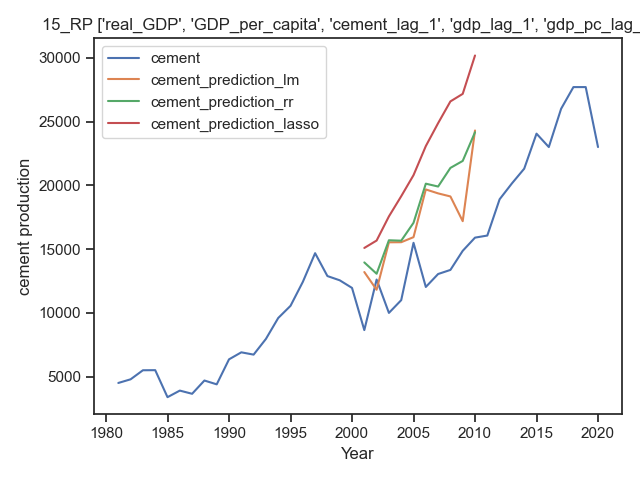 15_RP ['real_GDP', 'GDP_per_capita', 'cement_lag_1', 'gdp_lag_1', 'gdp_pc_lag_
30000
25000
20000
15000
10000
5000
cement production
cement
cement_prediction_lm
cement_prediction_rr
cement_prediction_lasso
1980 1985 1990 1995 2000 2005 2010 2015 2020
Year